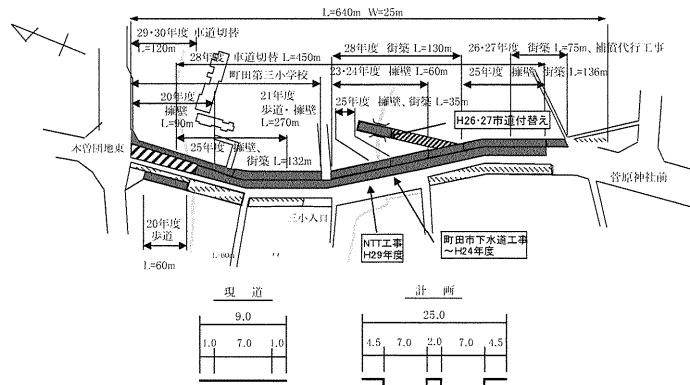 L=640m W=25m
29・30年度 車道切替
L=120m
28年度 車道切替 L=450m
28年度 街築 L=130m
26・27年度 街築 L=75m、補償代行工事
町田第三小学校
23・24年度 擁壁 L=60m
25年度 擁壁 街築 L=136m
20年度
擁壁
L=90m
21年度
歩道・擁壁
L=270m
25年度 擁壁、街築 L=35m
H26・27市道付替え
25年度 擁壁、
街築 L=132m
木曽団地東
菅原神社前
三小入口
20年度
歩道
L=60m
L=60m
NTT工事
H29年度
町田市下水道工事
～H24年度
現道
計画
9.0
25.0
1.0 7.0 1.0
4.5 7.0 2.0 7.0 4.5